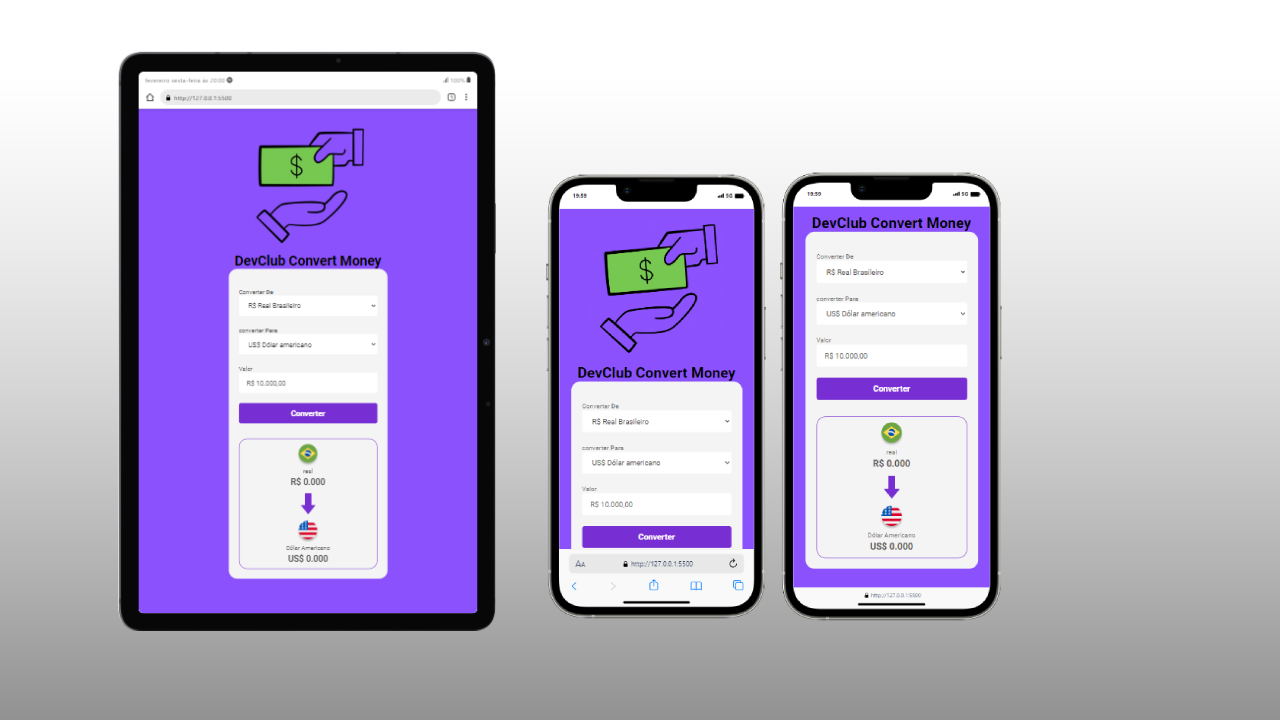 fevereiro sexta-feira às 20:00
100%
http://127.0.0.1:5500
$
DevClub Convert Money
Converter De
R$ Real Brasileiro
converter Para
US$ Dólar americano
Valor
R$ 10.000,00
Converter
real
R$ 0.000
Dólar Americano
US$ 0.000
19:59
5G
$
DevClub Convert Money
Converter De
R$ Real Brasileiro
converter Para
US$ Dólar americano
Valor
R$ 10.000,00
Converter
AA
http://127.0.0.1:5500
19:59
5G
DevClub Convert Money
Converter De
R$ Real Brasileiro
converter Para
US$ Dólar americano
Valor
R$ 10.000,00
Converter
real
R$ 0.000
Dólar Americano
US$ 0.000
http://127.0.0.1:5500